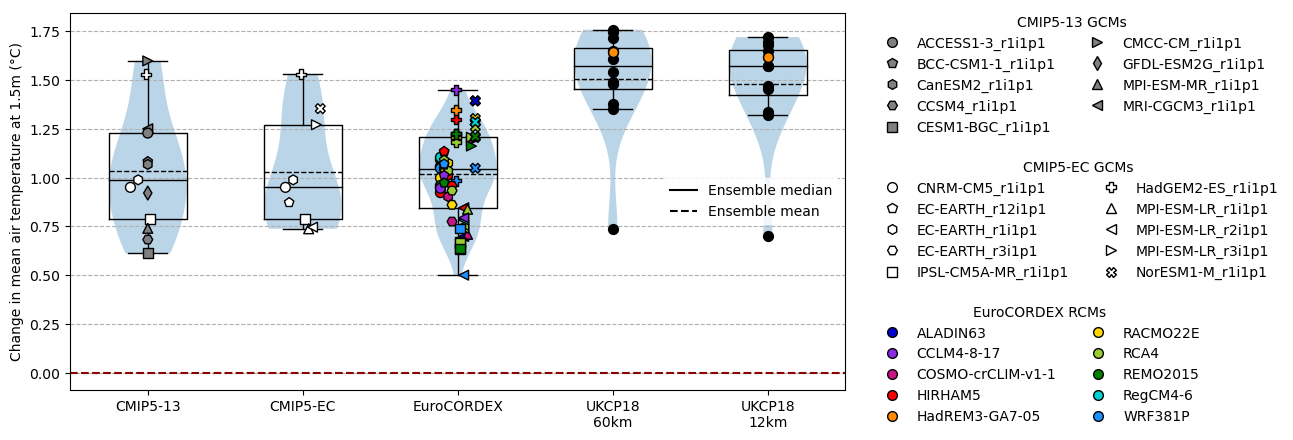 Change in mean air temperature at 1.5m (°C)
1.75
1.50
1.25
1.00
0.75
0.50
0.25
0.00
CMIP5-13
CMIP5-EC
EuroCORDEX
UKCP18
60km
UKCP18
12km
Ensemble median
Ensemble mean
CMIP5-13 GCMs
ACCESS1-3_r1i1p1
BCC-CSM1-1_r1i1p1
CanESM2_r1i1p1
CCSM4_r1i1p1
CESM1-BGC_r1i1p1
CMCC-CM_r1i1p1
GFDL-ESM2G_r1i1p1
MPI-ESM-MR_r1i1p1
MRI-CGCM3_r1i1p1
CMIP5-EC GCMs
CNRM-CM5_r1i1p1
EC-EARTH_r12i1p1
EC-EARTH_r1i1p1
EC-EARTH_r3i1p1
IPSL-CM5A-MR_r1i1p1
HadGEM2-ES_r1i1p1
MPI-ESM-LR_r1i1p1
MPI-ESM-LR_r2i1p1
MPI-ESM-LR_r3i1p1
NorESM1-M_r1i1p1
EuroCORDEX RCMs
ALADIN63
CCLM4-8-17
COSMO-crCLIM-v1-1
HIRHAM5
HadREM3-GA7-05
RACMO22E
RCA4
REMO2015
RegCM4-6
WRF381P